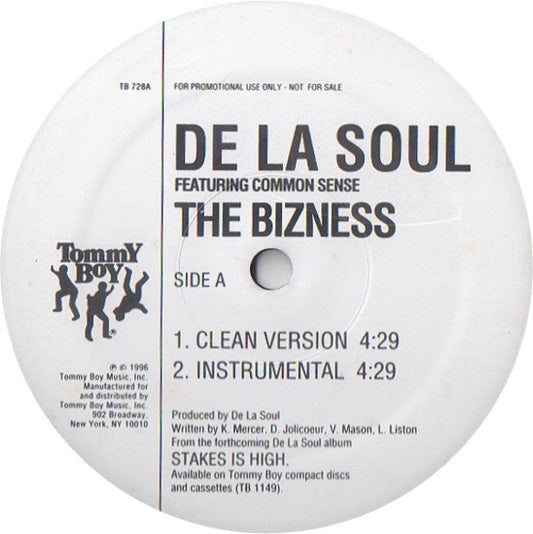 TB 728A
FOR PROMOTIONAL USE ONLY - NOT FOR SALE
DE LA SOUL
FEATURING COMMON SENSE
THE BIZNESS
TOMMY
BOY
SIDE A
1. CLEAN VERSION 4:29
2. INSTRUMENTAL 4:29
℗ © 1996
Tommy Boy Music, Inc.
Manufactured for
and distributed by
Tommy Boy Music, Inc.
902 Broadway.
New York, NY 10010
Produced by De La Soul
Written by K. Mercer, D. Jolicoeur, V. Mason, L. Liston
From the forthcoming De La Soul album
STAKES IS HIGH.
Available on Tommy Boy compact discs
and cassettes (TB 1149).